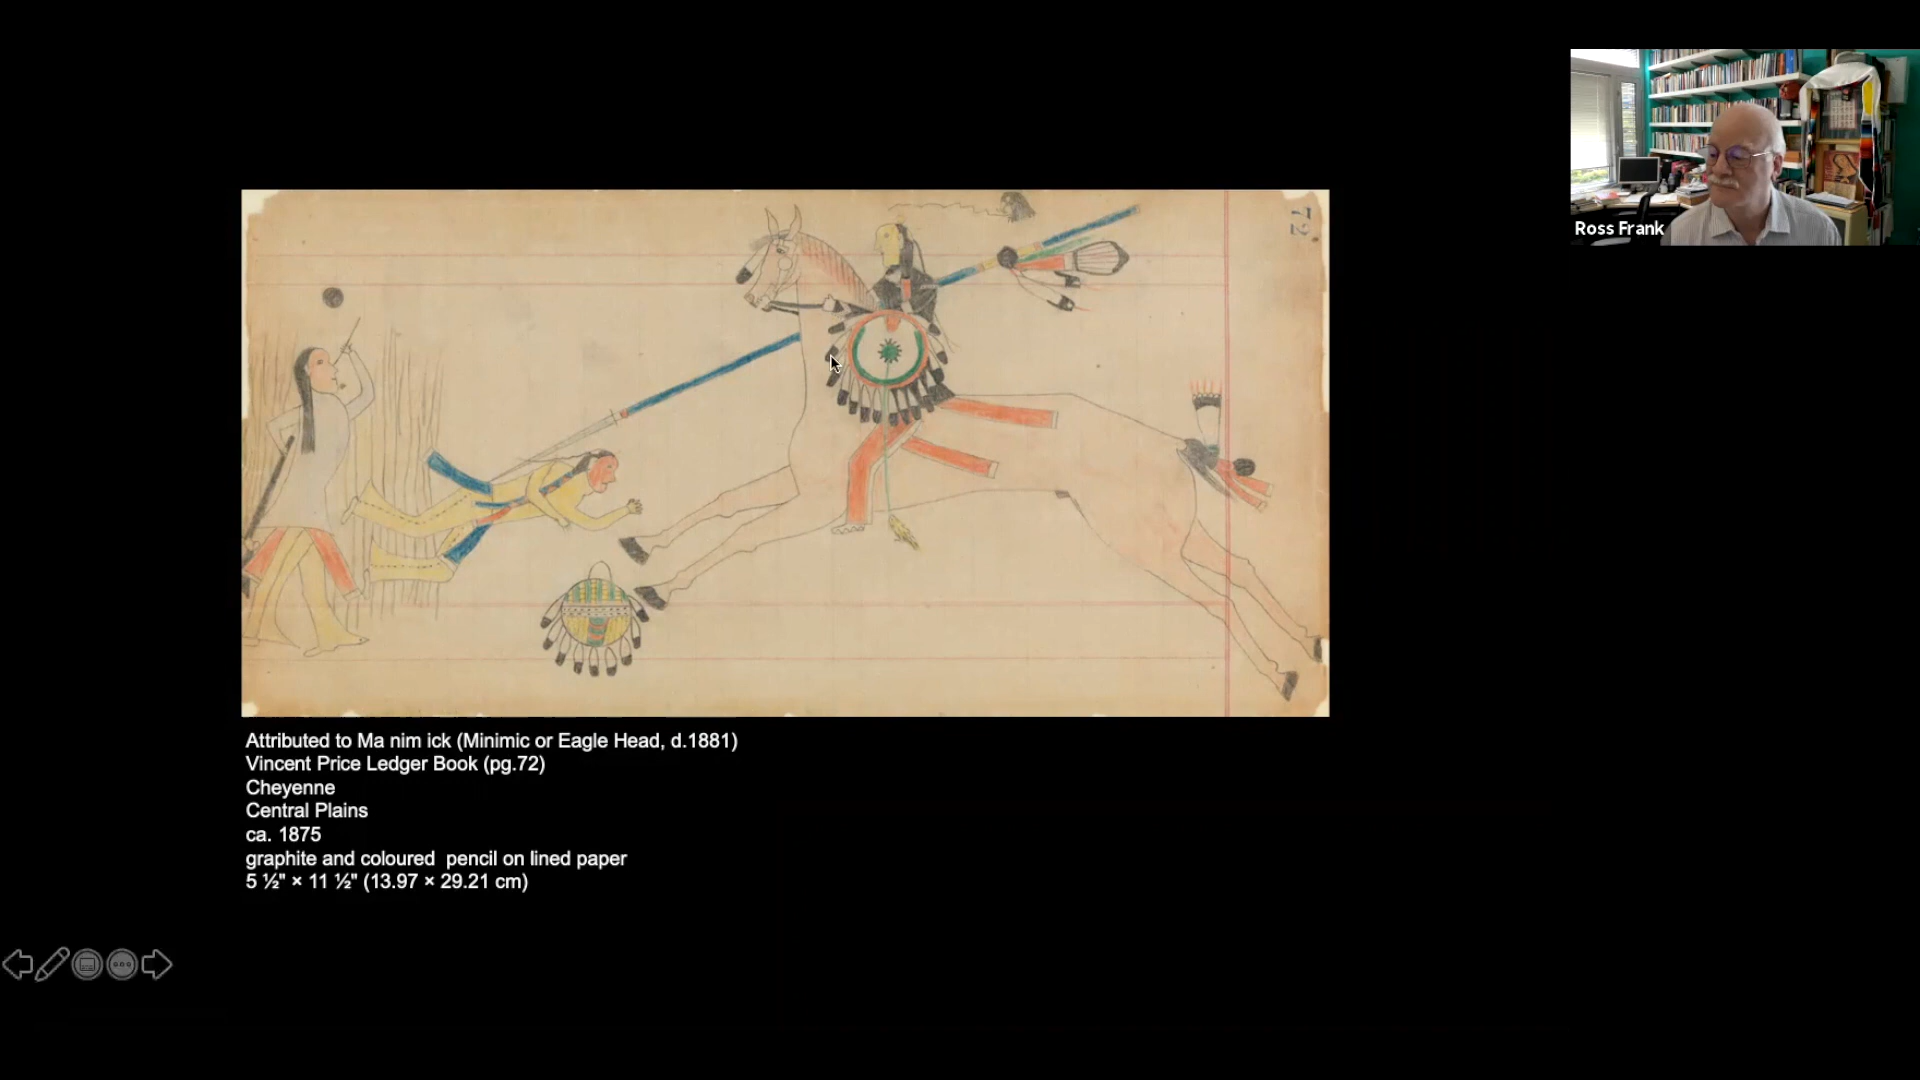 72
Ross Frank
Attributed to Ma nim ick (Minimic or Eagle Head, d.1881)
Vincent Price Ledger Book (pg.72)
Cheyenne
Central Plains
ca. 1875
graphite and coloured  pencil on lined paper
5 ½" × 11 ½" (13.97 × 29.21 cm)